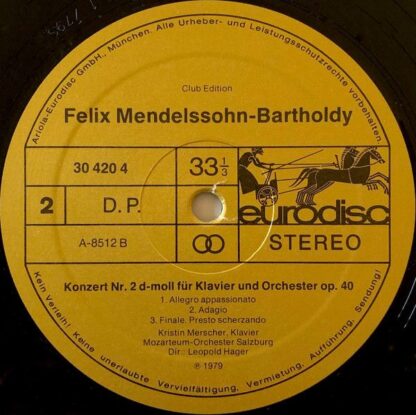 Ariola-Eurodisc GmbH., München. Alle Urheber- und Leistungsschutzrechte vorbehalten.
Club Edition
Felix Mendelssohn-Bartholdy
30 420 4
33 1/3
2
D. P.
eurodisc
A-8512 B
STEREO
Konzert Nr. 2 d-moll für Klavier und Orchester op. 40
1. Allegro appassionato
2. Adagio
3. Finale. Presto scherzando
Kristin Merscher, Klavier
Mozarteum-Orchester Salzburg
Dir.: Leopold Hager
℗ 1979
Kein Verleih! Keine unerlaubte Vervielfältigung, Vermietung, Aufführung, Sendung!